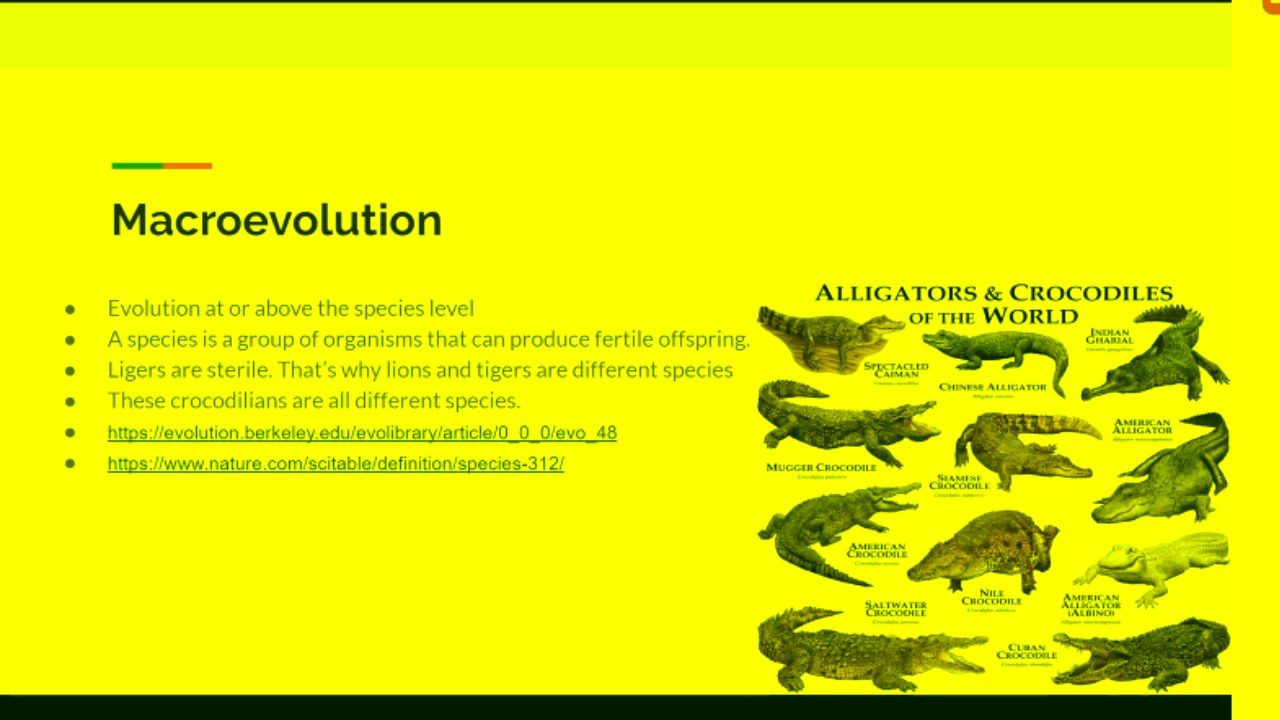 Macroevolution
Evolution at or above the species level
A species is a group of organisms that can produce fertile offspring.
Ligers are sterile. That's why lions and tigers are different species
These crocodilians are all different species.
https://evolution.berkeley.edu/evolibrary/article/0_0_0/evo_48
https://www.nature.com/scitable/definition/species-312/
ALLIGATORS & CROCODILES
OF THE WORLD
INDIAN
GHARIAL
SPECTACLED
CAIMAN
CHINESE ALLIGATOR
AMERICAN
ALLIGATOR
MUGGER CROCODILE
SIAMESE
CROCODILE
AMERICAN
CROCODILE
NILE
CROCODILE
AMERICAN
ALLIGATOR
(ALBINO)
SALTWATER
CROCODILE
CUBAN
CROCODILE